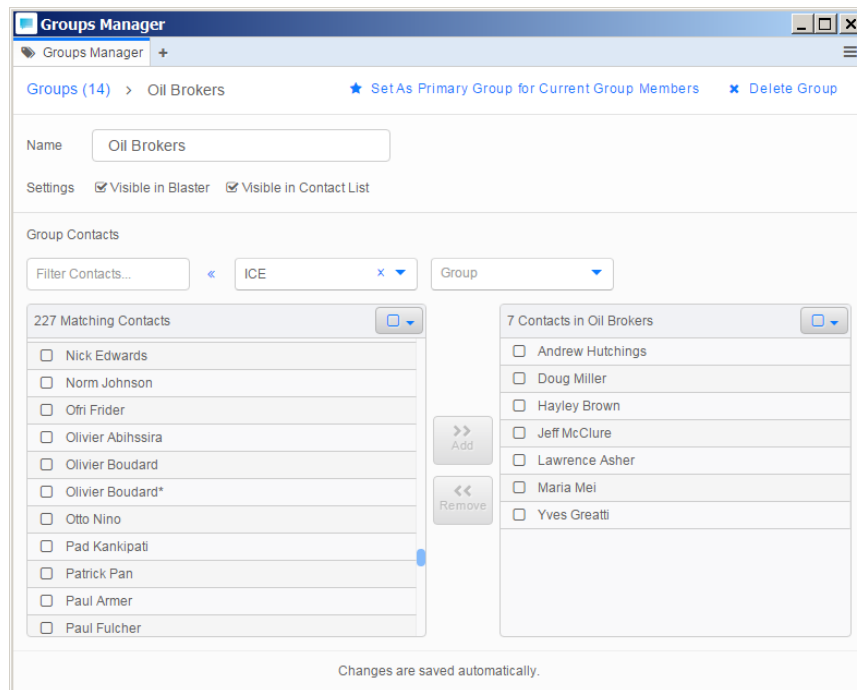 Groups Manager
Groups Manager +
Groups (14) > Oil Brokers Set As Primary Group for Current Group Members Delete Group
Name Oil Brokers
Settings Visible in Blaster Visible in Contact List
Group Contacts
Filter Contacts... « ICE x Group
227 Matching Contacts 7 Contacts in Oil Brokers
Nick Edwards Andrew Hutchings
Norm Johnson Doug Miller
Ofri Frider Hayley Brown
Olivier Abihssira Jeff McClure
Olivier Boudard Lawrence Asher
Olivier Boudard* Maria Mei
Otto Nino Yves Greatti
Pad Kankipati
Patrick Pan
Paul Armer
Paul Fulcher
>>
Add
<<
Remove
Changes are saved automatically.